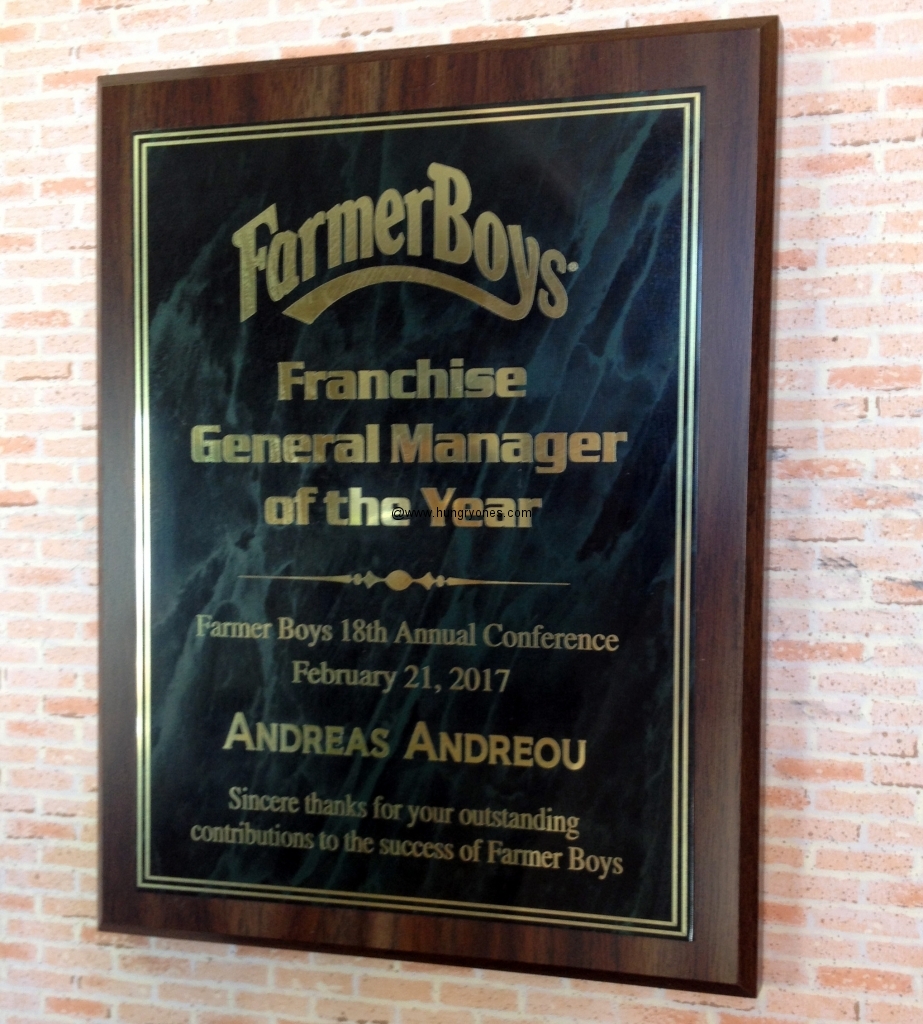 FarmerBoys®
Franchise
General Manager
of the Year
@www.hungryones.com
Farmer Boys 18th Annual Conference
February 21, 2017
ANDREAS ANDREOU
Sincere thanks for your outstanding
contributions to the success of Farmer Boys